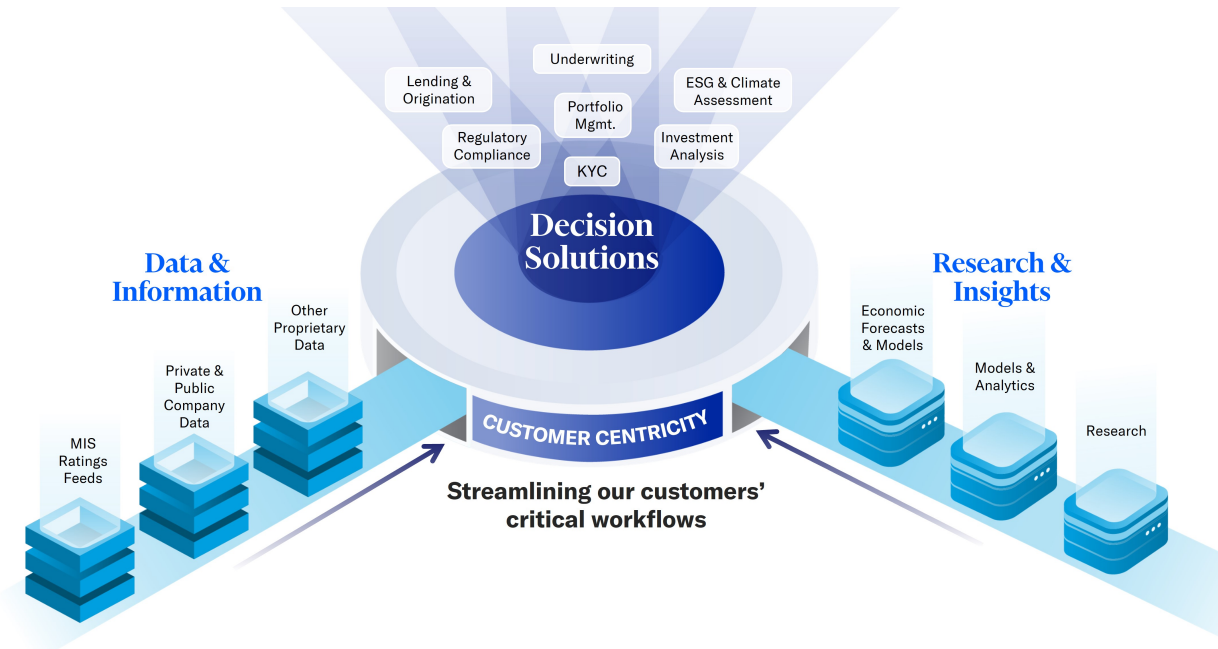 Underwriting
Lending &
Origination
ESG & Climate
Assessment
Portfolio
Mgmt.
Regulatory
Compliance
Investment
Analysis
KYC
Decision
Solutions
Data &
Information
Other
Proprietary
Data
Private &
Public
Company
Data
MIS
Ratings
Feeds
Research &
Insights
Economic
Forecasts
& Models
Models &
Analytics
Research
CUSTOMER CENTRICITY
Streamlining our customers’
critical workflows